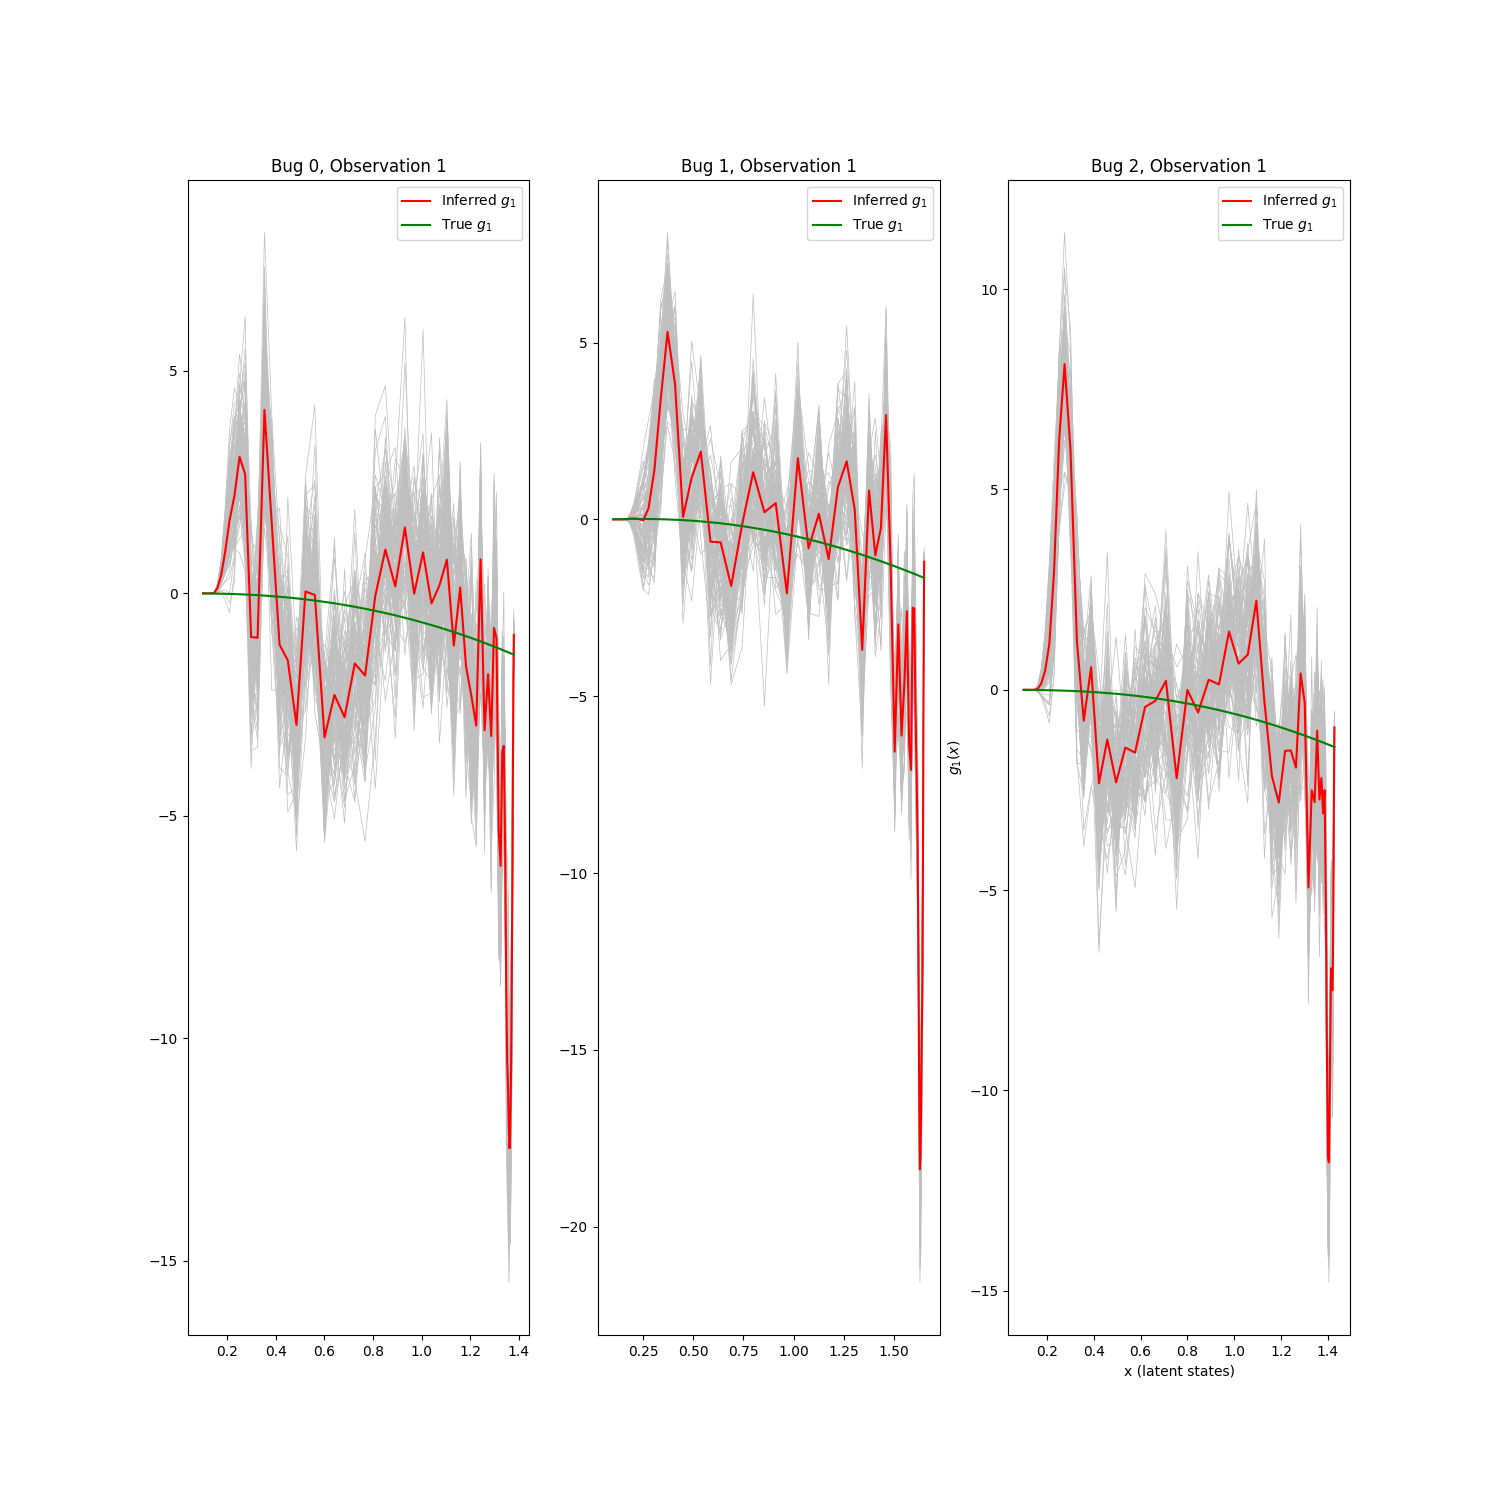 Bug 0, Observation 1
Inferred g₁
True g₁
5
0
−5
−10
−15
0.2 0.4 0.6 0.8 1.0 1.2 1.4
Bug 1, Observation 1
Inferred g₁
True g₁
5
0
−5
−10
−15
−20
0.25 0.50 0.75 1.00 1.25 1.50
Bug 2, Observation 1
Inferred g₁
True g₁
g₁(x)
10
5
0
−5
−10
−15
0.2 0.4 0.6 0.8 1.0 1.2 1.4
x (latent states)